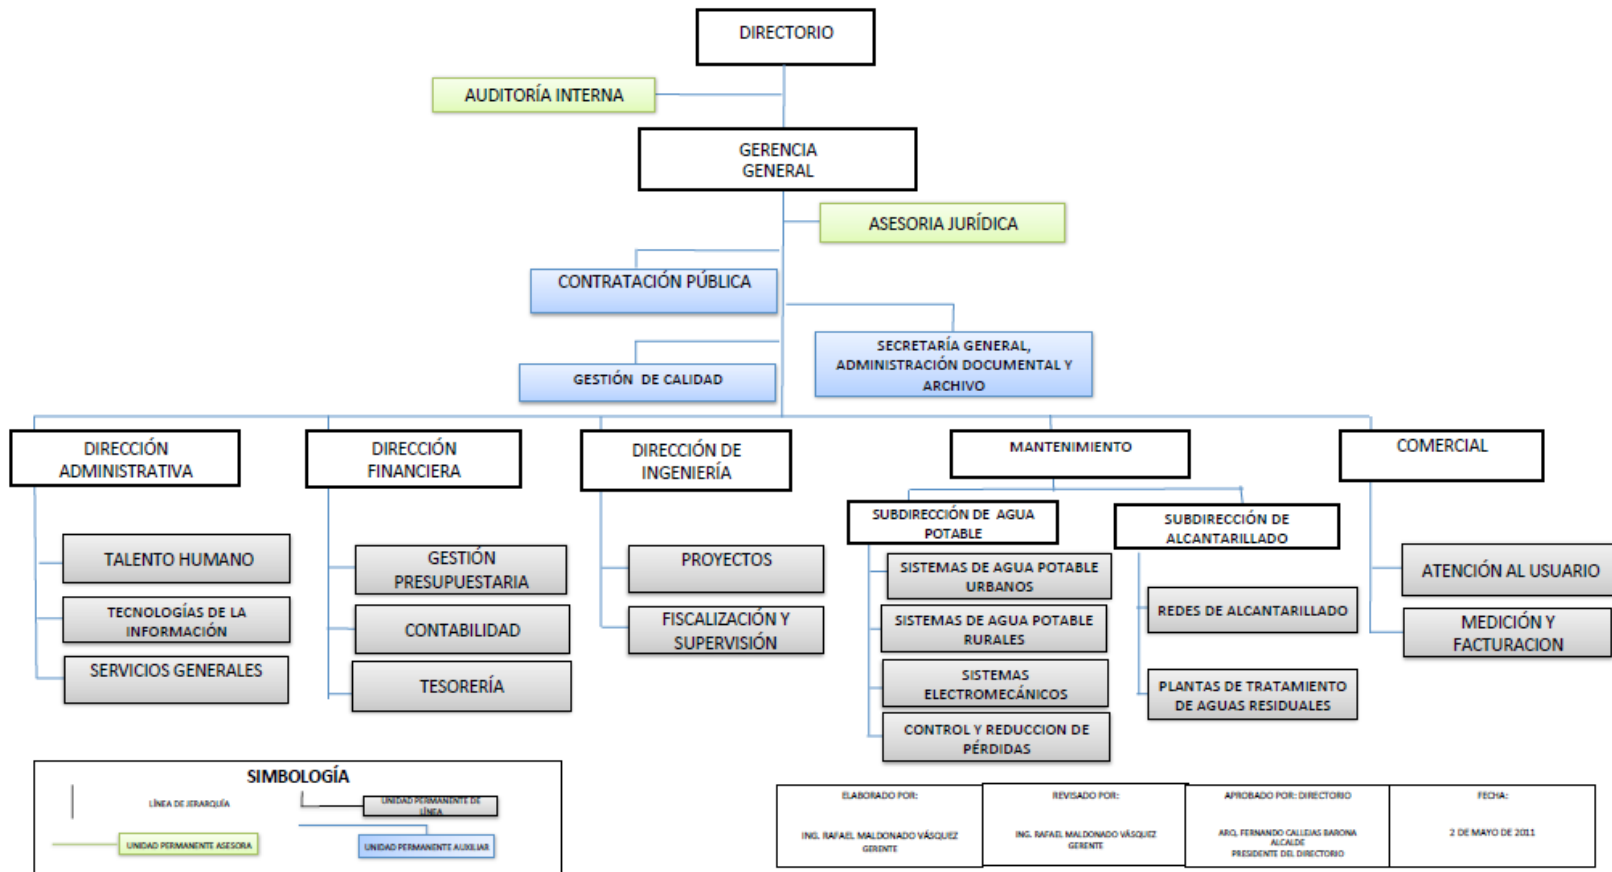 DIRECTORIO
AUDITORÍA INTERNA
GERENCIA
GENERAL
ASESORIA JURÍDICA
CONTRATACIÓN PÚBLICA
SECRETARÍA GENERAL,
ADMINISTRACIÓN DOCUMENTAL Y
ARCHIVO
GESTIÓN DE CALIDAD
DIRECCIÓN
ADMINISTRATIVA
TALENTO HUMANO
TECNOLOGÍAS DE LA
INFORMACIÓN
SERVICIOS GENERALES
DIRECCIÓN
FINANCIERA
GESTIÓN
PRESUPUESTARIA
CONTABILIDAD
TESORERÍA
DIRECCIÓN DE
INGENIERÍA
PROYECTOS
FISCALIZACIÓN Y
SUPERVISIÓN
MANTENIMIENTO
SUBDIRECCIÓN DE AGUA
POTABLE
SISTEMAS DE AGUA POTABLE
URBANOS
SISTEMAS DE AGUA POTABLE
RURALES
SISTEMAS
ELECTROMECÁNICOS
CONTROL Y REDUCCION DE
PÉRDIDAS
SUBDIRECCIÓN DE
ALCANTARILLADO
REDES DE ALCANTARILLADO
PLANTAS DE TRATAMIENTO
DE AGUAS RESIDUALES
COMERCIAL
ATENCIÓN AL USUARIO
MEDICIÓN Y
FACTURACION
SIMBOLOGÍA
LÍNEA DE JERARQUÍA
UNIDAD PERMANENTE DE
LÍNEA
UNIDAD PERMANENTE ASESORA
UNIDAD PERMANENTE AUXILIAR
ELABORADO POR:
ING. RAFAEL MALDONADO VÁSQUEZ
GERENTE
REVISADO POR:
ING. RAFAEL MALDONADO VÁSQUEZ
GERENTE
APROBADO POR: DIRECTORIO
ARQ. FERNANDO CALLEJAS BARONA
ALCALDE
PRESIDENTE DEL DIRECTORIO
FECHA:
2 DE MAYO DE 2011